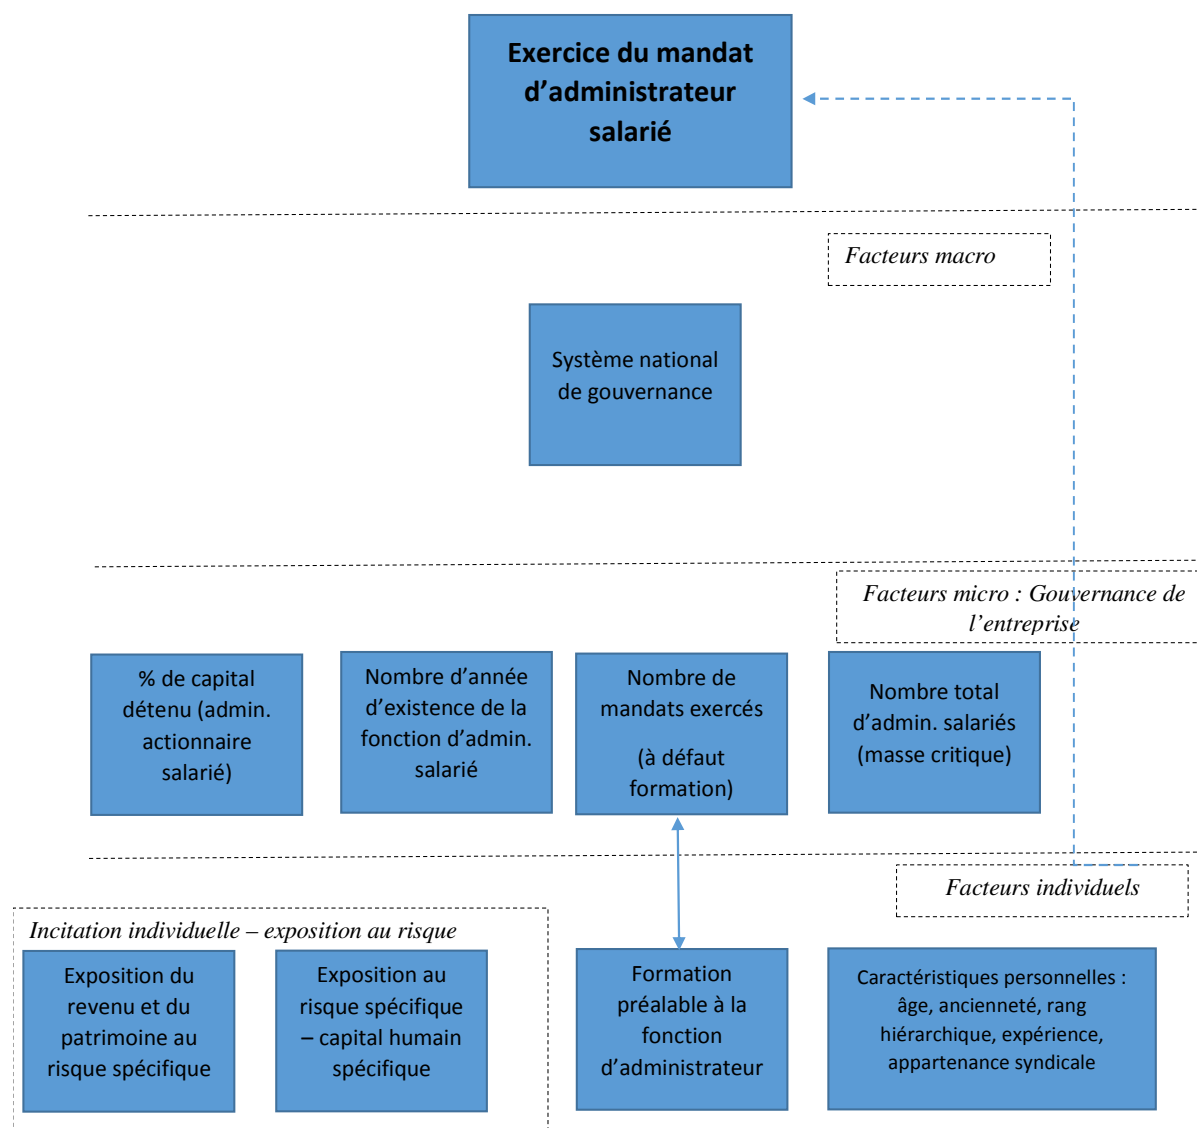 Exercice du mandat
d’administrateur
salarié
Facteurs macro
Système national
de gouvernance
Facteurs micro : Gouvernance de
l’entreprise
% de capital
détenu (admin.
actionnaire
salarié)
Nombre d’année
d’existence de la
fonction d’admin.
salarié
Nombre de
mandats exercés
(à défaut
formation)
Nombre total
d’admin. salariés
(masse critique)
Facteurs individuels
Incitation individuelle – exposition au risque
Exposition du
revenu et du
patrimoine au
risque spécifique
Exposition au
risque spécifique
– capital humain
spécifique
Formation
préalable à la
fonction
d’administrateur
Caractéristiques personnelles :
âge, ancienneté, rang
hiérarchique, expérience,
appartenance syndicale